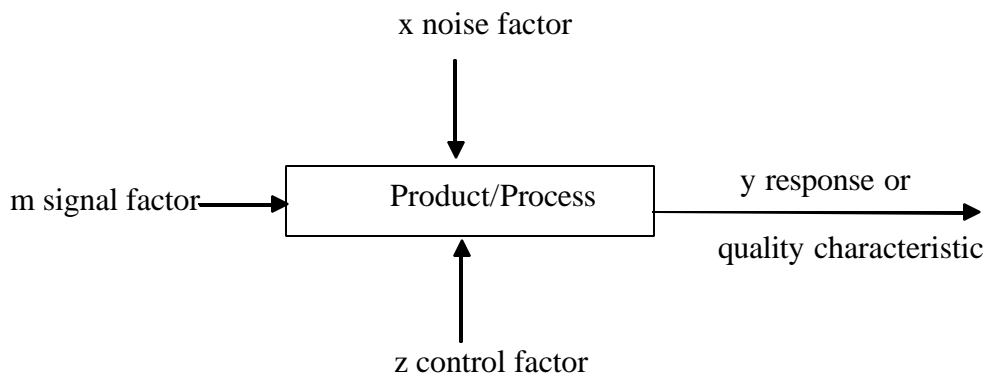 x noise factor
m signal factor
Product/Process
y response or
quality characteristic
z control factor